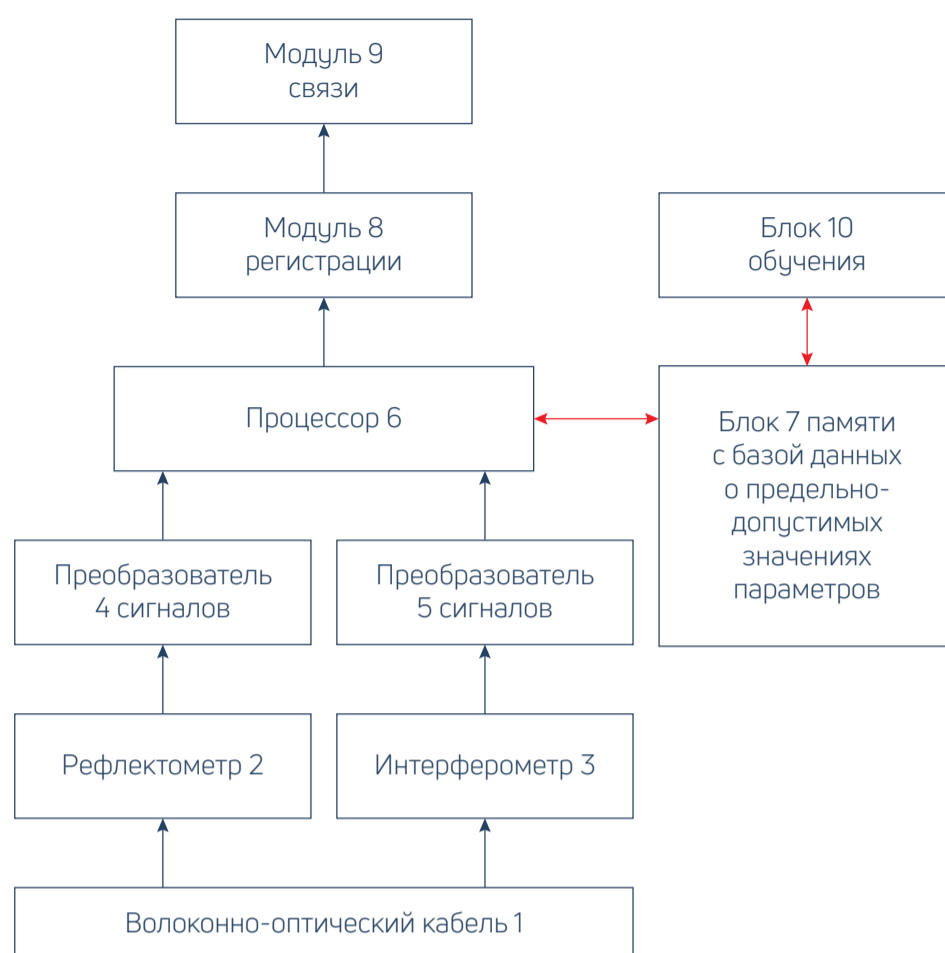 Модуль 9
связи
Модуль 8
регистрации
Блок 10
обучения
Процессор 6
Блок 7 памяти
с базой данных
о предельно-
допустимых
значениях
параметров
Преобразователь
4 сигналов
Преобразователь
5 сигналов
Рефлектометр 2
Интерферометр 3
Волоконно-оптический кабель 1